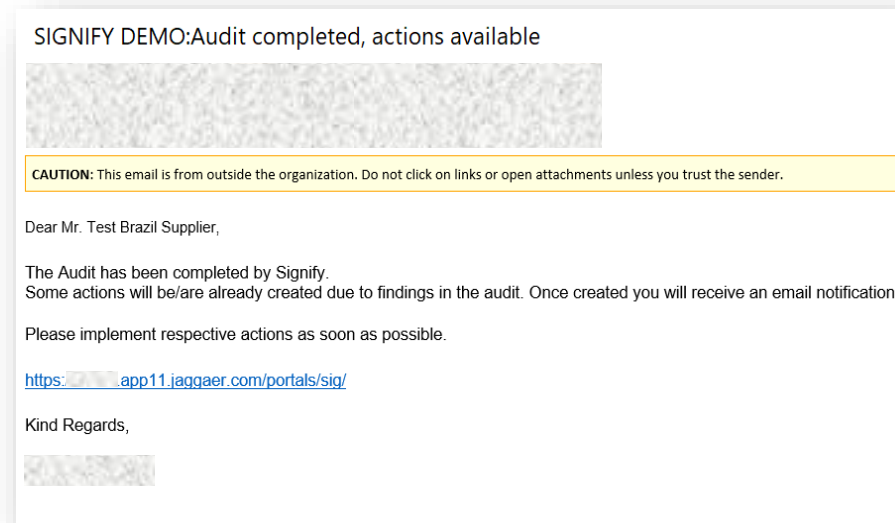 SIGNIFY DEMO:Audit completed, actions available
CAUTION: This email is from outside the organization. Do not click on links or open attachments unless you trust the sender.
Dear Mr. Test Brazil Supplier,
The Audit has been completed by Signify.
Some actions will be/are already created due to findings in the audit. Once created you will receive an email notification
Please implement respective actions as soon as possible.
https: .app11.jaggaer.com/portals/sig/
Kind Regards,